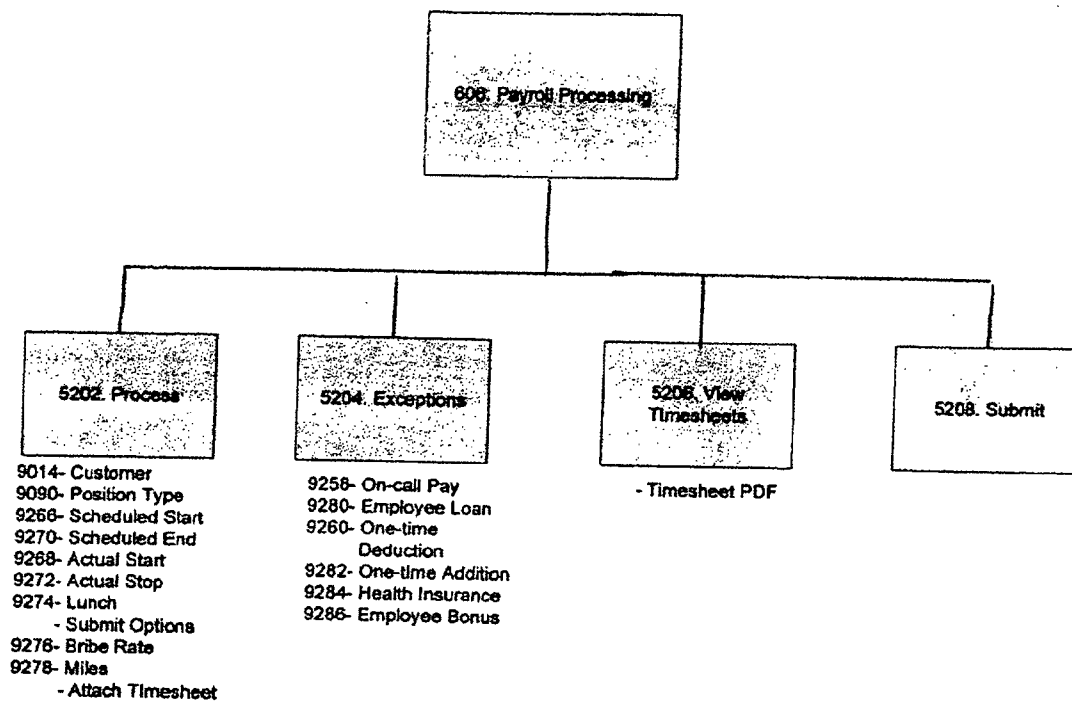 606. Payroll Processing
5202. Process
5204. Exceptions
5206. View
Timesheets
5208. Submit
9014- Customer
9090- Position Type
9266- Scheduled Start
9270- Scheduled End
9268- Actual Start
9272- Actual Stop
9274- Lunch
- Submit Options
9276- Bribe Rate
9278- Miles
- Attach Timesheet
9256- On-call Pay
9280- Employee Loan
9260- One-time
Deduction
9282- One-time Addition
9284- Health Insurance
9286- Employee Bonus
- Timesheet PDF